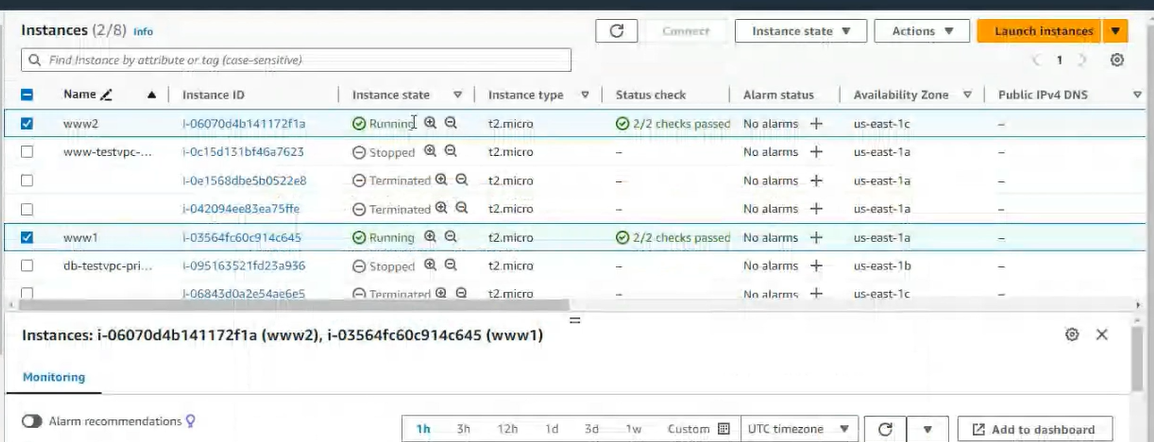 Instances (2/8) Info Connect Instance state Actions Launch instances
Find Instance by attribute or tag (case-sensitive) 1
Name Instance ID Instance state Instance type Status check Alarm status Availability Zone Public IPv4 DNS
www2 i-06070d4b141172f1a Running t2.micro 2/2 checks passed No alarms + us-east-1c –
www-testvpc-... i-0c15d131bf46a7623 Stopped t2.micro – No alarms + us-east-1a –
i-0e1568dbe5b0522e8 Terminated t2.micro – No alarms + us-east-1a –
i-042094ee83ea75ffe Terminated t2.micro – No alarms + us-east-1a –
www1 i-03564fc60c914c645 Running t2.micro 2/2 checks passed No alarms + us-east-1a –
db-testvpc-pri... i-095163521fd23a936 Stopped t2.micro – No alarms + us-east-1b –
i-06843d0a2e54ae6e5 Terminated t2.micro – No alarms + us-east-1c –
Instances: i-06070d4b141172f1a (www2), i-03564fc60c914c645 (www1)
Monitoring
Alarm recommendations 1h 3h 12h 1d 3d 1w Custom UTC timezone Add to dashboard